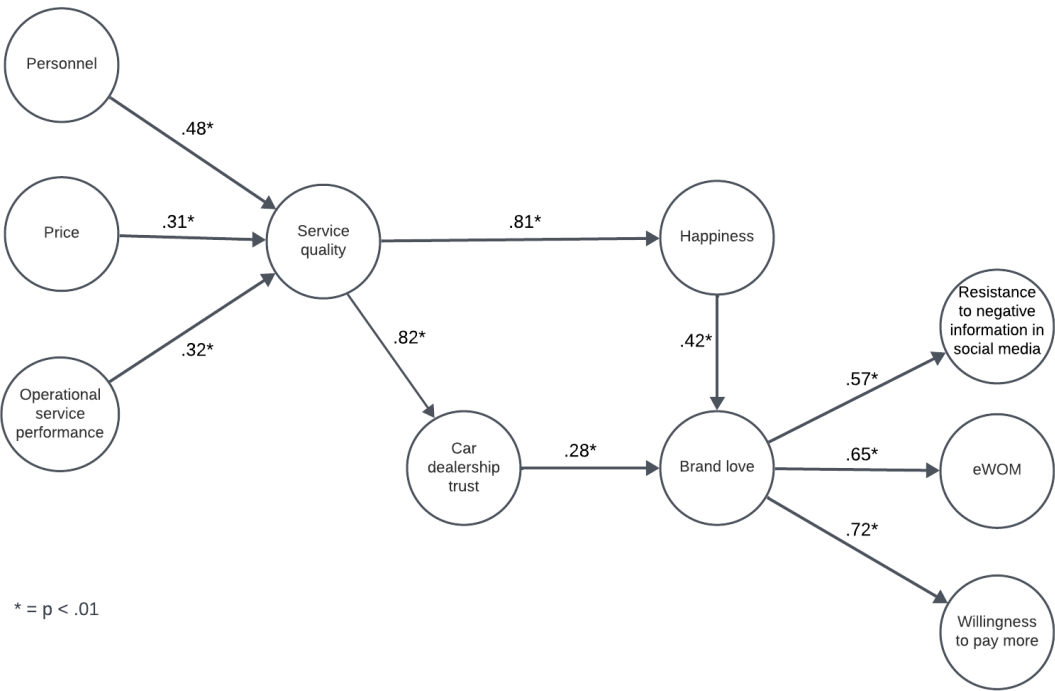 Personnel
.48*
Price
.31*
Service
quality
.81*
Happiness
Operational
service
performance
.32*
.82*
.42*
Resistance
to negative
information in
social media
.57*
Car
dealership
trust
.28*
Brand love
.65*
eWOM
.72*
Willingness
to pay more
* = p < .01